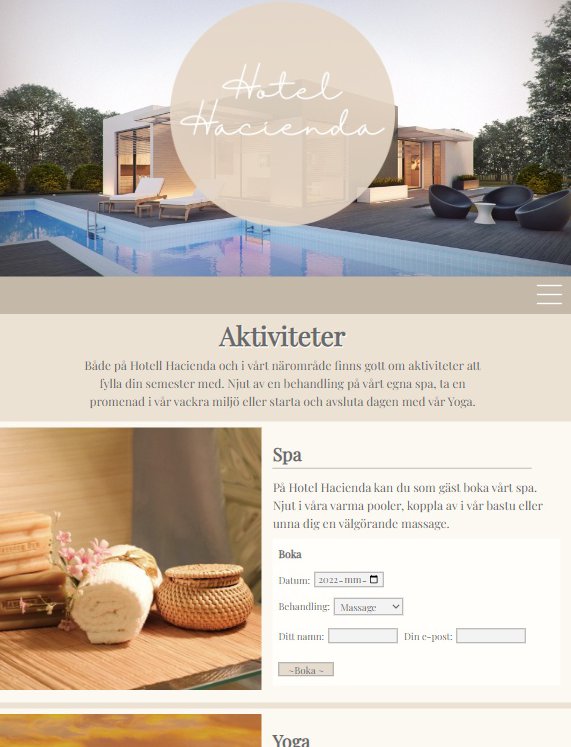 Hotel
Hacienda
Aktiviteter
Både på Hotell Hacienda och i vårt närområde finns gott om aktiviteter att
fylla din semester med. Njut av en behandling på vårt egna spa, ta en
promenad i vår vackra miljö eller starta och avsluta dagen med vår Yoga.
Spa
På Hotel Hacienda kan du som gäst boka vårt spa.
Njut i våra varma pooler, koppla av i vår bastu eller
unna dig en välgörande massage.
Boka
Datum: 2022-mm-
Behandling: Massage
Ditt namn: Din e-post:
~Boka ~
Yoga